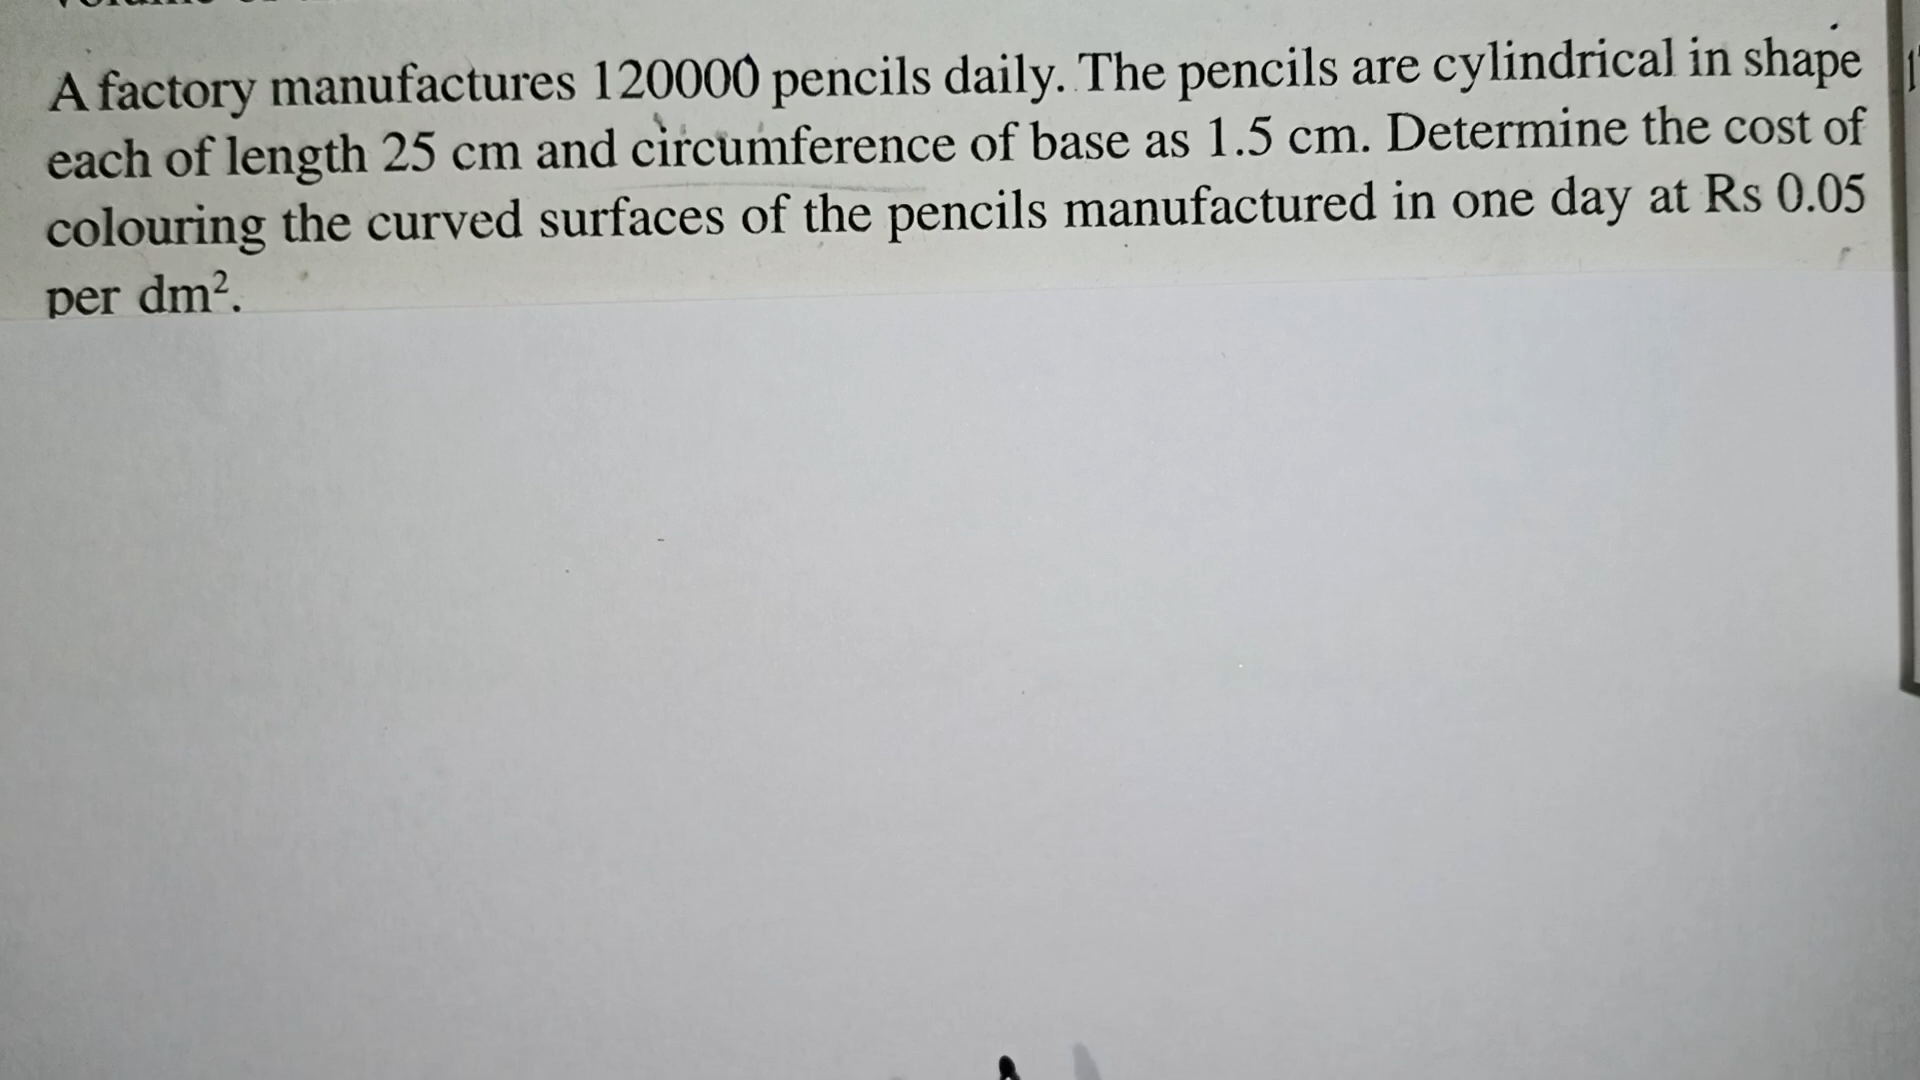 A factory manufactures 120000 pencils daily. The pencils are cylindrical in shape
each of length 25 cm and circumference of base as 1.5 cm. Determine the cost of
colouring the curved surfaces of the pencils manufactured in one day at Rs 0.05
per dm².